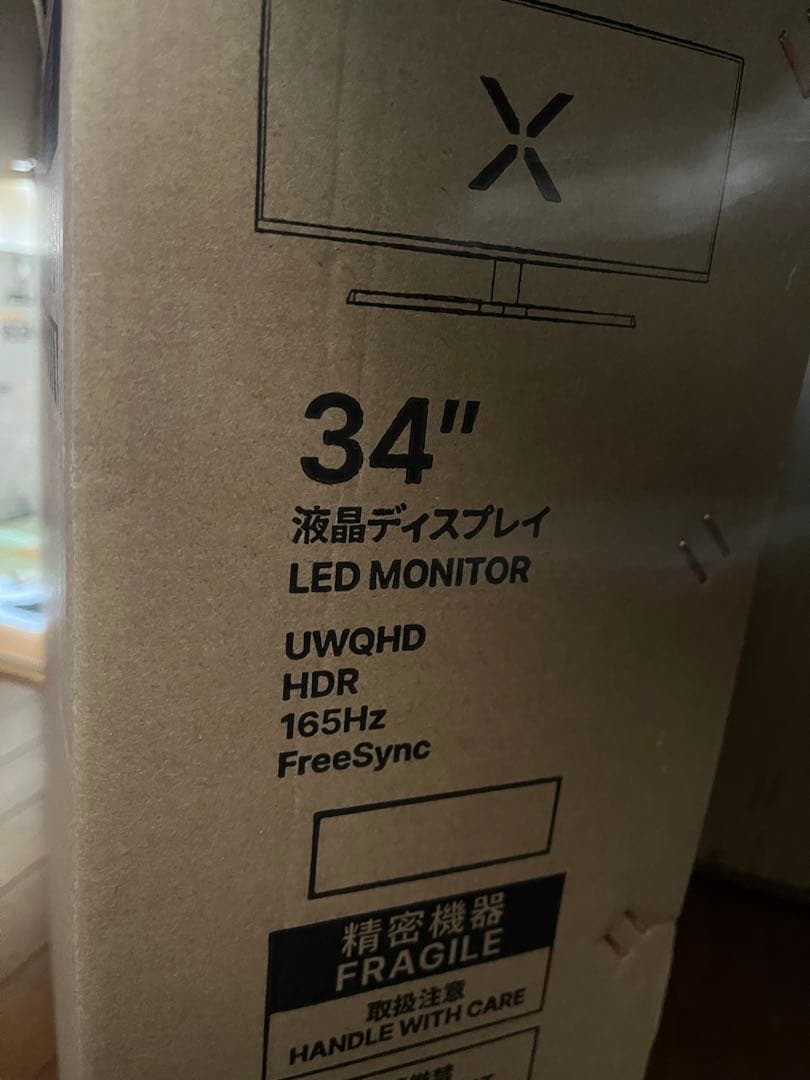 34"
液晶ディスプレイ
LED MONITOR
UWQHD
HDR
165Hz
FreeSync
精密機器
FRAGILE
取扱注意
HANDLE WITH CARE